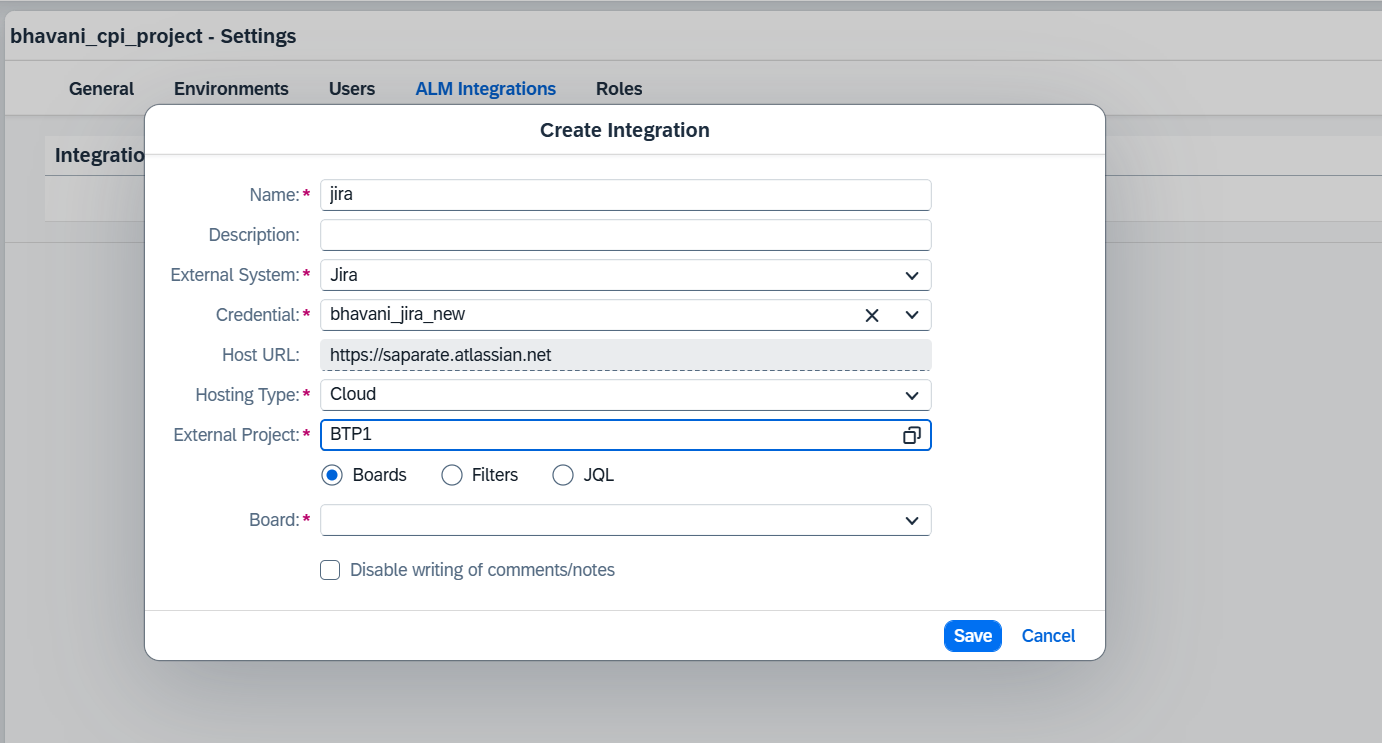 bhavani_cpi_project - Settings
General Environments Users ALM Integrations Roles
Create Integration
Integratio
Name:* jira
Description:
External System:* Jira
Credential:* bhavani_jira_new
Host URL: https://saparate.atlassian.net
Hosting Type:* Cloud
External Project:* BTP1
Boards Filters JQL
Board:*
Disable writing of comments/notes
Save Cancel